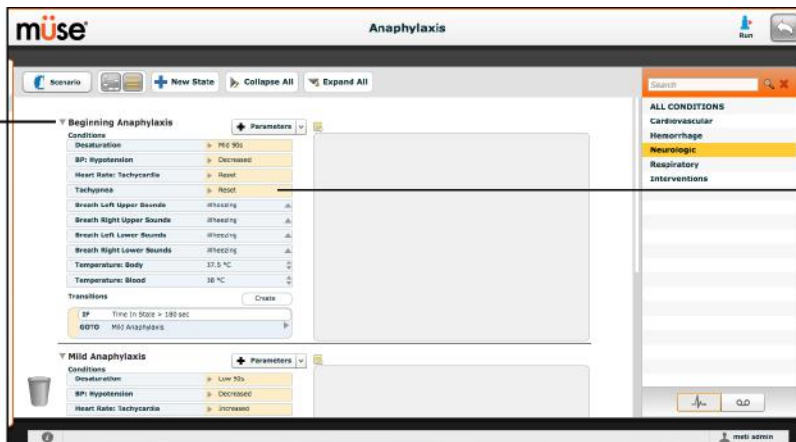 müse
Anaphylaxis
Run
Scenario
New State
Collapse All
Expand All
Search
Beginning Anaphylaxis
Parameters
Conditions
Desaturation Mid 90s
BP: Hypotension Decreased
Heart Rate: Tachycardia Reset
Tachypnea Reset
Breath Left Upper Sounds Wheezing
Breath Right Upper Sounds Wheezing
Breath Left Lower Sounds Wheezing
Breath Right Lower Sounds Wheezing
Temperature: Body 37.5 °C
Temperature: Blood 38 °C
Transitions Create
IF Time In State > 180 sec
GOTO Mild Anaphylaxis
Mild Anaphylaxis
Parameters
Conditions
Desaturation Low 90s
BP: Hypotension Decreased
Heart Rate: Tachycardia Increased
ALL CONDITIONS
Cardiovascular
Hemorrhage
Neurologic
Respiratory
Interventions
meti admin